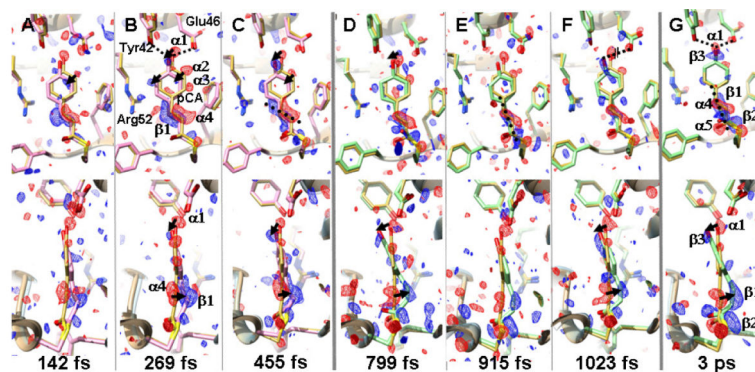 A B C D E F G
Glu46
Tyr42 α1 α1
α2 β3
α3
pCA β1
Arg52 α4 α4 β2
β1 α5
α1 α1
β3
α4 β1 β1
β2
142 fs 269 fs 455 fs 799 fs 915 fs 1023 fs 3 ps